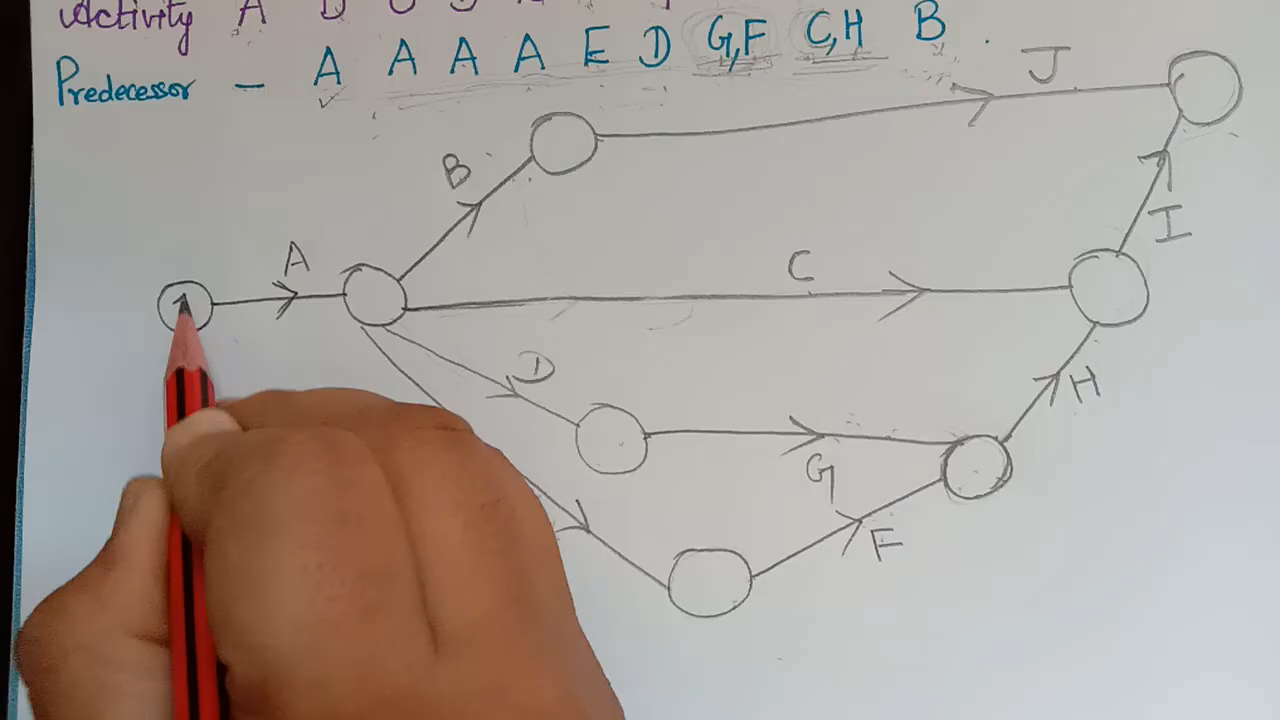 Activity A
Predecessor - A A A A E D G,F C,H B
J
B
A
C
I
D
H
G
F
1